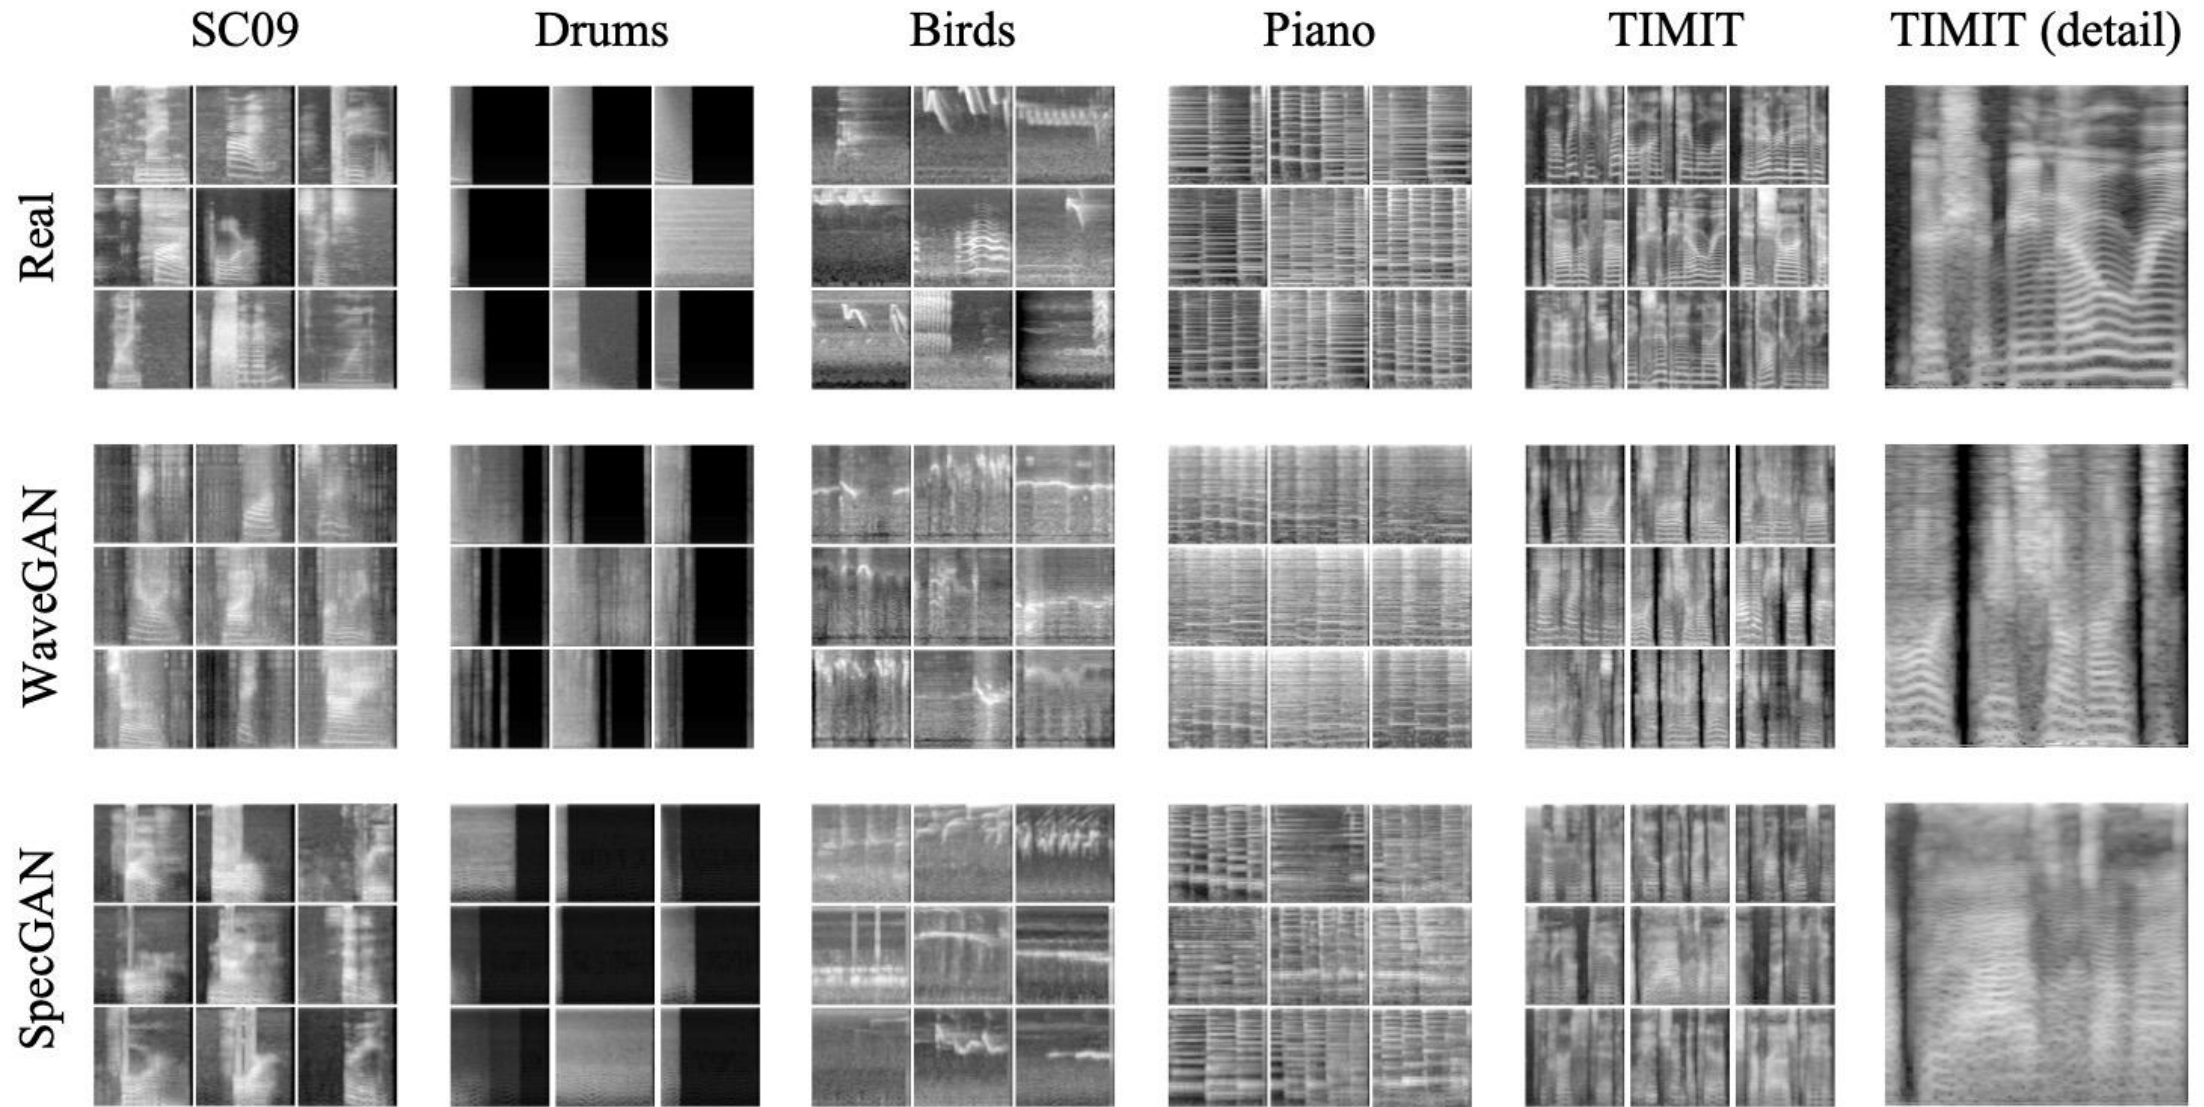 SC09 Drums Birds Piano TIMIT TIMIT (detail)
Real
WaveGAN
SpecGAN